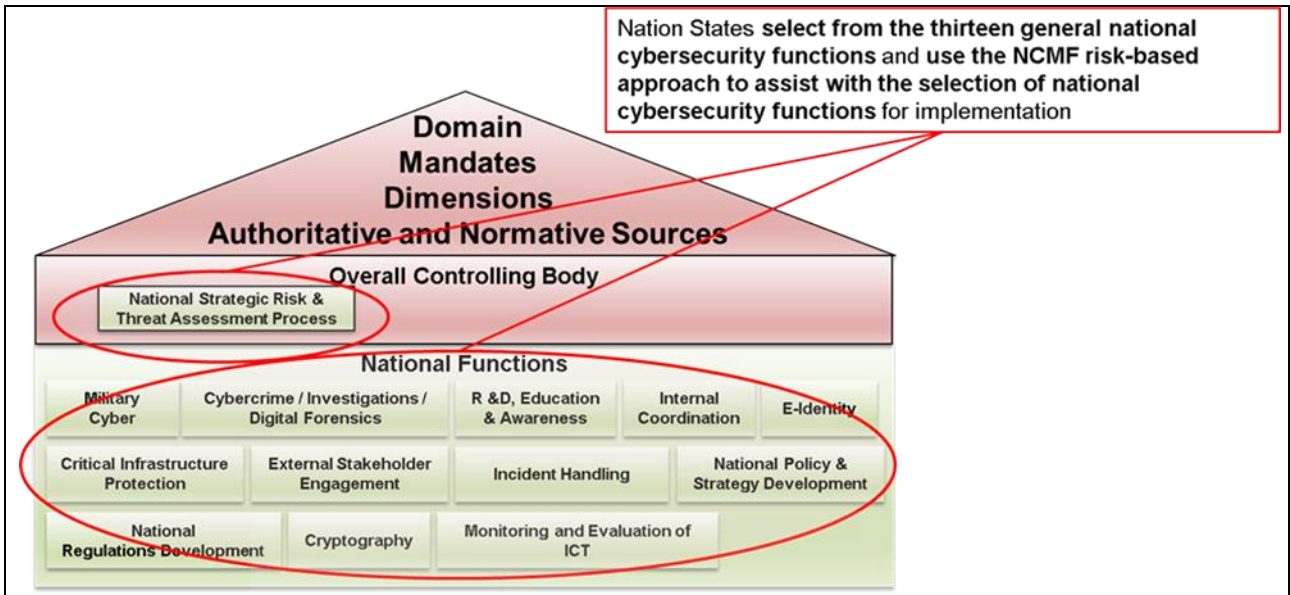 Nation States select from the thirteen general national
cybersecurity functions and use the NCMF risk-based
approach to assist with the selection of national
cybersecurity functions for implementation
Domain
Mandates
Dimensions
Authoritative and Normative Sources
Overall Controlling Body
National Strategic Risk &
Threat Assessment Process
National Functions
Military
Cyber
Cybercrime / Investigations /
Digital Forensics
R &D, Education
& Awareness
Internal
Coordination
E-Identity
Critical Infrastructure
Protection
External Stakeholder
Engagement
Incident Handling
National Policy &
Strategy Development
National
Regulations Development
Cryptography
Monitoring and Evaluation of
ICT